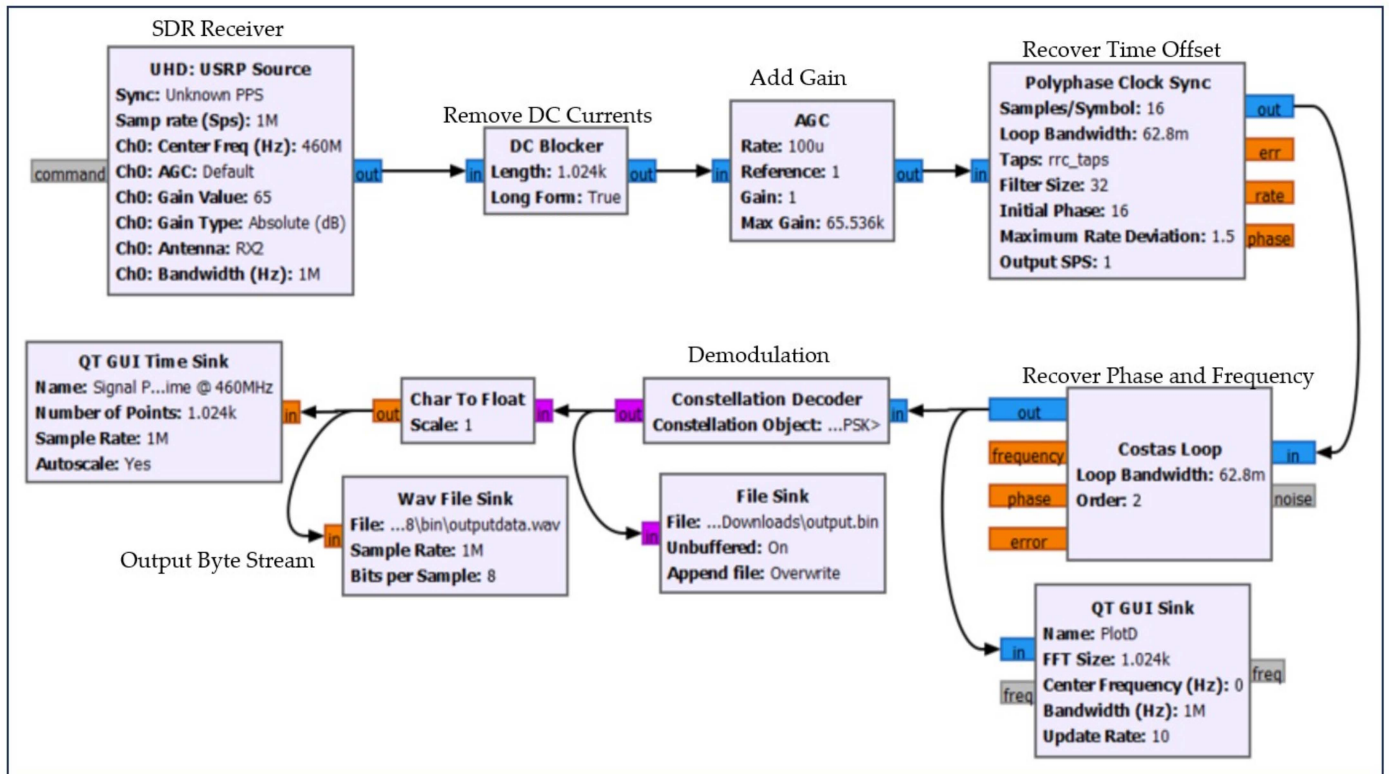 SDR Receiver
UHD: USRP Source
Sync: Unknown PPS
Samp rate (Sps): 1M
Ch0: Center Freq (Hz): 460M
Ch0: AGC: Default
Ch0: Gain Value: 65
Ch0: Gain Type: Absolute (dB)
Ch0: Antenna: RX2
Ch0: Bandwidth (Hz): 1M
command
out
Remove DC Currents
DC Blocker
Length: 1.024k
Long Form: True
in
out
Add Gain
AGC
Rate: 100u
Reference: 1
Gain: 1
Max Gain: 65.536k
in
out
Recover Time Offset
Polyphase Clock Sync
Samples/Symbol: 16
Loop Bandwidth: 62.8m
Taps: rrc_taps
Filter Size: 32
Initial Phase: 16
Maximum Rate Deviation: 1.5
Output SPS: 1
in
out
err
rate
phase
QT GUI Time Sink
Name: Signal P...ime @ 460MHz
Number of Points: 1.024k
Sample Rate: 1M
Autoscale: Yes
in
out
Char To Float
Scale: 1
in
Demodulation
out
Constellation Decoder
Constellation Object: ...PSK>
in
Recover Phase and Frequency
out
frequency
phase
error
Costas Loop
Loop Bandwidth: 62.8m
Order: 2
in
noise
Output Byte Stream
in
Wav File Sink
File: ...8\bin\outputdata.wav
Sample Rate: 1M
Bits per Sample: 8
in
File Sink
File: ...Downloads\output.bin
Unbuffered: On
Append file: Overwrite
in
freq
QT GUI Sink
Name: PlotD
FFT Size: 1.024k
Center Frequency (Hz): 0
Bandwidth (Hz): 1M
Update Rate: 10
freq